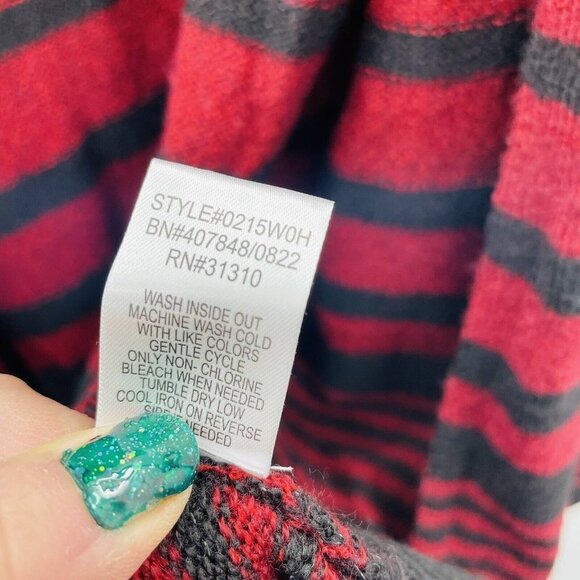 STYLE#0215W0H
BN#407848/0822
RN#31310
WASH INSIDE OUT
MACHINE WASH COLD
WITH LIKE COLORS
GENTLE CYCLE
ONLY NON- CHLORINE
BLEACH WHEN NEEDED
TUMBLE DRY LOW
COOL IRON ON REVERSE
NEEDED